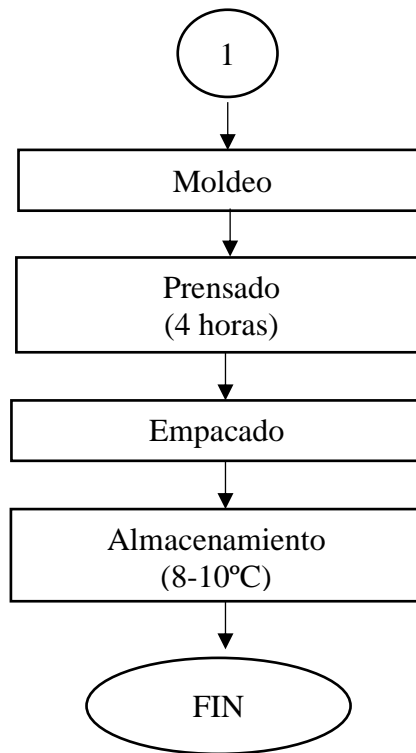 1
Moldeo
Prensado
(4 horas)
Empacado
Almacenamiento
(8-10ºC)
FIN